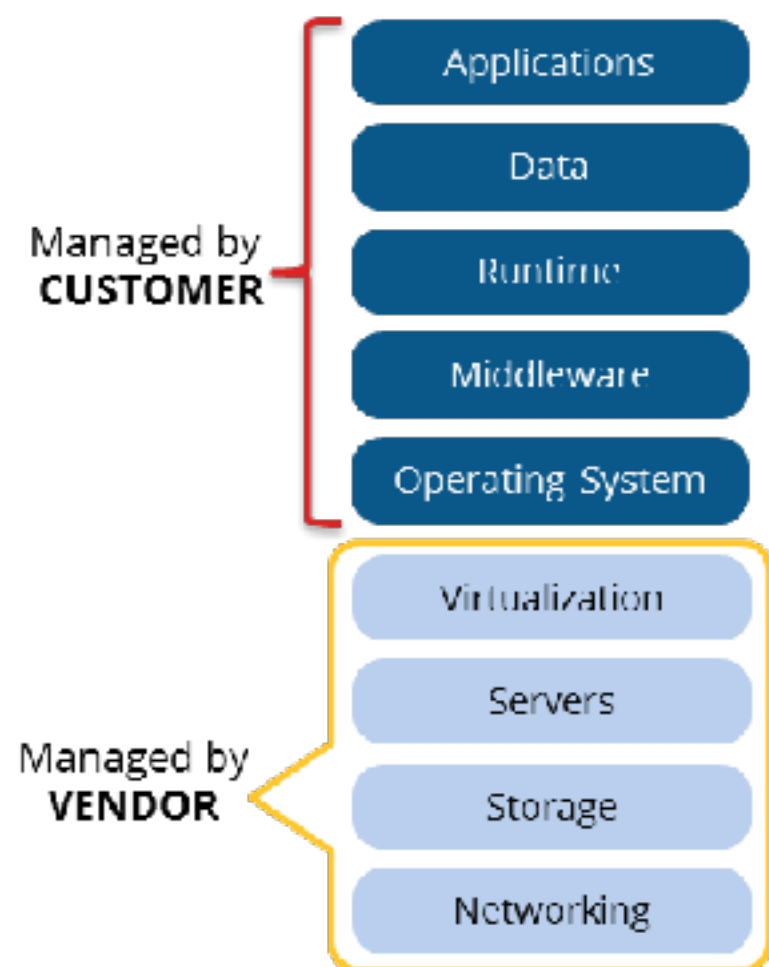 Applications
Data
Runtime
Managed by
CUSTOMER
Middleware
Operating System
Virtualization
Servers
Managed by
VENDOR
Storage
Networking